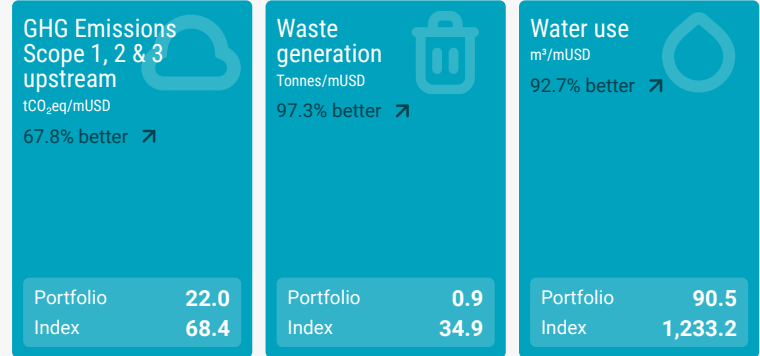 GHG Emissions
Scope 1, 2 & 3
upstream
tCO₂eq/mUSD
67.8% better
Portfolio 22.0
Index 68.4
Waste
generation
Tonnes/mUSD
97.3% better
Portfolio 0.9
Index 34.9
Water use
m³/mUSD
92.7% better
Portfolio 90.5
Index 1,233.2